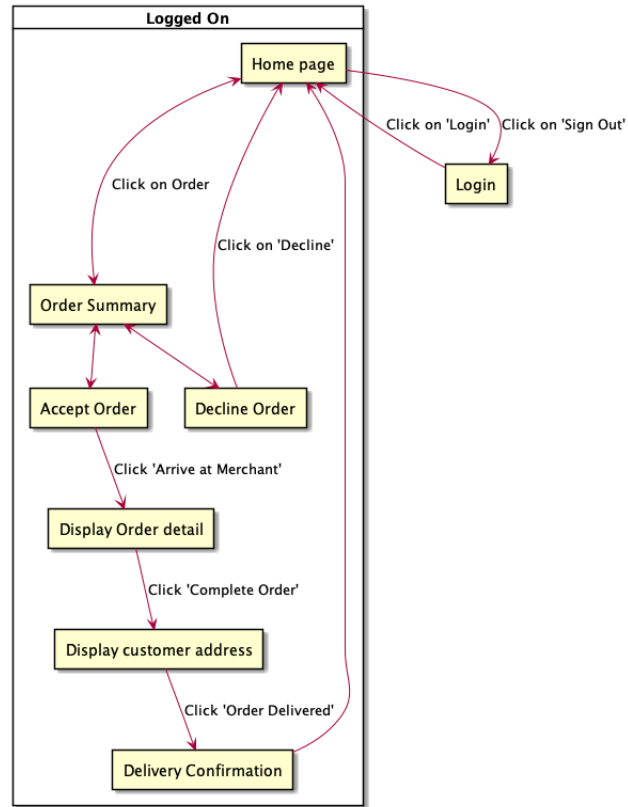 Logged On
Home page
Click on 'Login'
Click on 'Sign Out'
Login
Click on Order
Click on 'Decline'
Order Summary
Accept Order
Decline Order
Click 'Arrive at Merchant'
Display Order detail
Click 'Complete Order'
Display customer address
Click 'Order Delivered'
Delivery Confirmation